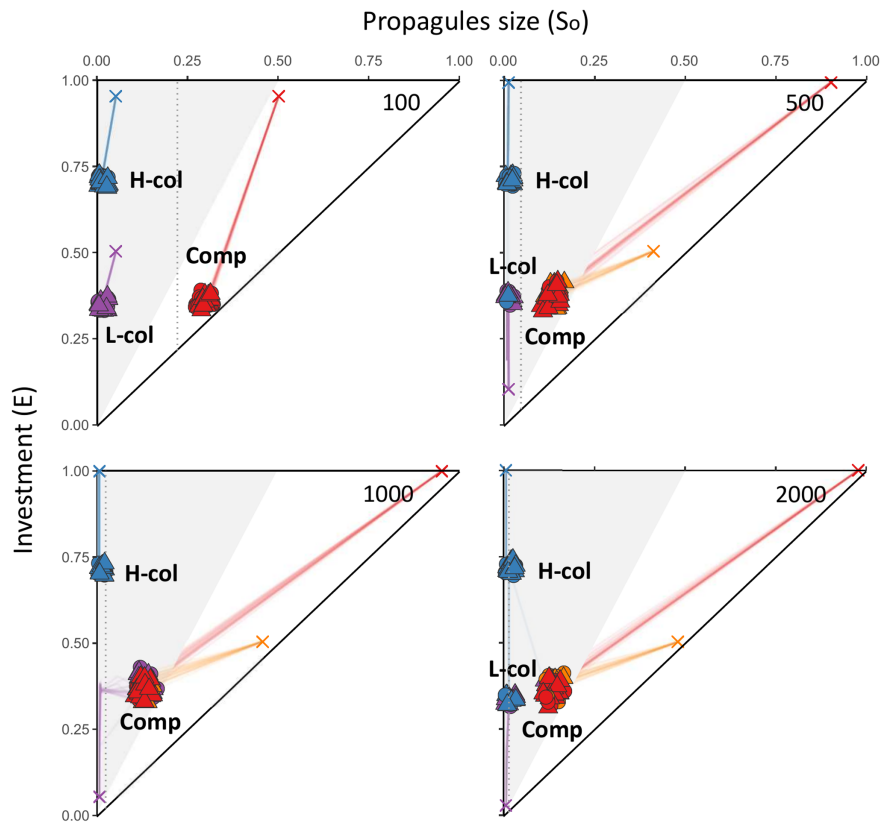 Propagules size (So)
0.00 0.25 0.50 0.75 1.00 0.00 0.25 0.50 0.75 1.00
1.00 100 1.00 500
0.75 H-col 0.75 H-col
0.50 Comp 0.50 L-col
0.25 L-col 0.25 Comp
0.00 0.00
Investment (E)
1.00 1000 2000
0.75 H-col H-col
0.50 L-col
0.25 Comp Comp
0.00